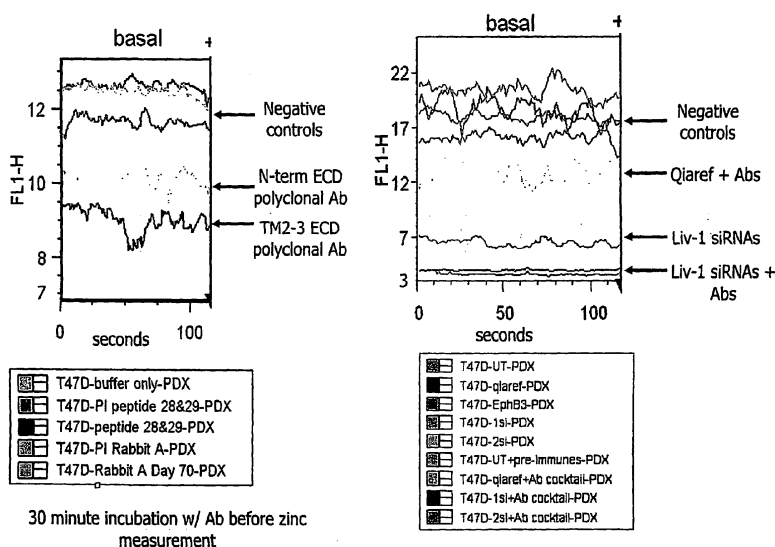 basal
+
FL1-H
12
10
8
7
0
100
seconds
Negative
controls
N-term ECD
polyclonal Ab
TM2-3 ECD
polyclonal Ab
T47D-buffer only-PDX
T47D-PI peptide 28&29-PDX
T47D-peptide 28&29-PDX
T47D-PI Rabbit A-PDX
T47D-Rabbit A Day 70-PDX
30 minute incubation w/ Ab before zinc
measurement
basal
+
FL1-H
22
17
12
7
3
0
50
100
seconds
Negative
controls
Qiaref + Abs
Liv-1 siRNAs
Liv-1 siRNAs +
Abs
T47D-UT-PDX
T47D-qiaref-PDX
T47D-EphB3-PDX
T47D-1si-PDX
T47D-2si-PDX
T47D-UT+pre-immunes-PDX
T47D-qiaref+Ab cocktail-PDX
T47D-1si+Ab cocktail-PDX
T47D-2si+Ab cocktail-PDX